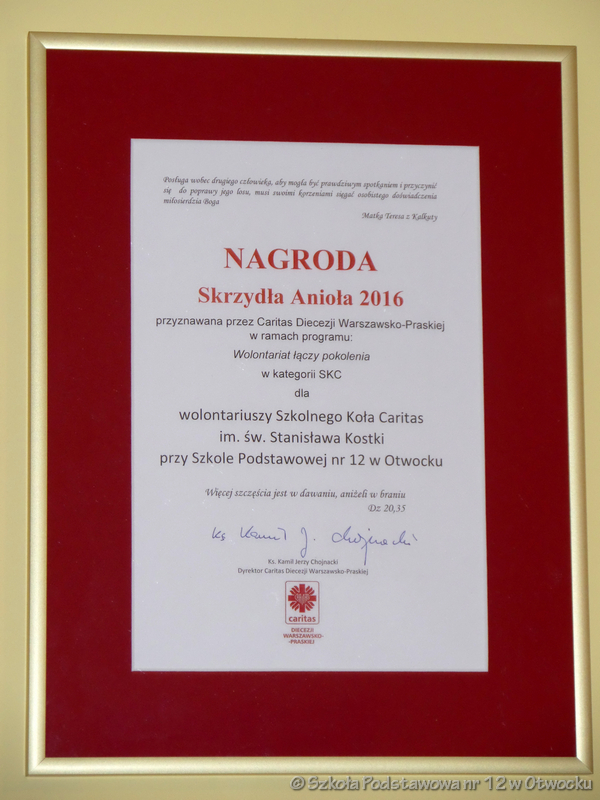 Posługa wobec drugiego człowieka, aby mogła być prawdziwym spotkaniem i przyczynić
się do poprawy jego losu, musi swoimi korzeniami sięgać osobistego doświadczenia
miłosierdzia Boga
Matka Teresa z Kalkuty
NAGRODA
Skrzydła Anioła 2016
przyznawana przez Caritas Diecezji Warszawsko-Praskiej
w ramach programu:
Wolontariat łączy pokolenia
w kategorii SKC
dla
wolontariuszy Szkolnego Koła Caritas
im. św. Stanisława Kostki
przy Szkole Podstawowej nr 12 w Otwocku
Więcej szczęścia jest w dawaniu, aniżeli w braniu
Dz 20,35
ks Kamil J. Chojnacki
Ks. Kamil Jerzy Chojnacki
Dyrektor Caritas Diecezji Warszawsko-Praskiej
caritas
DIECEZJI
WARSZAWSKO-
-PRASKIEJ
© Szkoła Podstawowa nr 12 w Otwocku